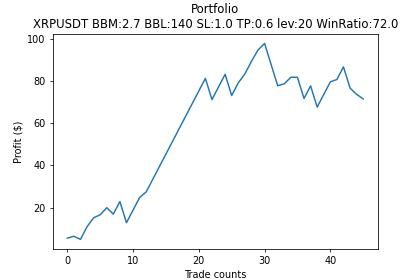 Portfolio
XRPUSDT BBM:2.7 BBL:140 SL:1.0 TP:0.6 lev:20 WinRatio:72.0
100
80
60
40
20
Profit ($)
0
10
20
30
40
Trade counts